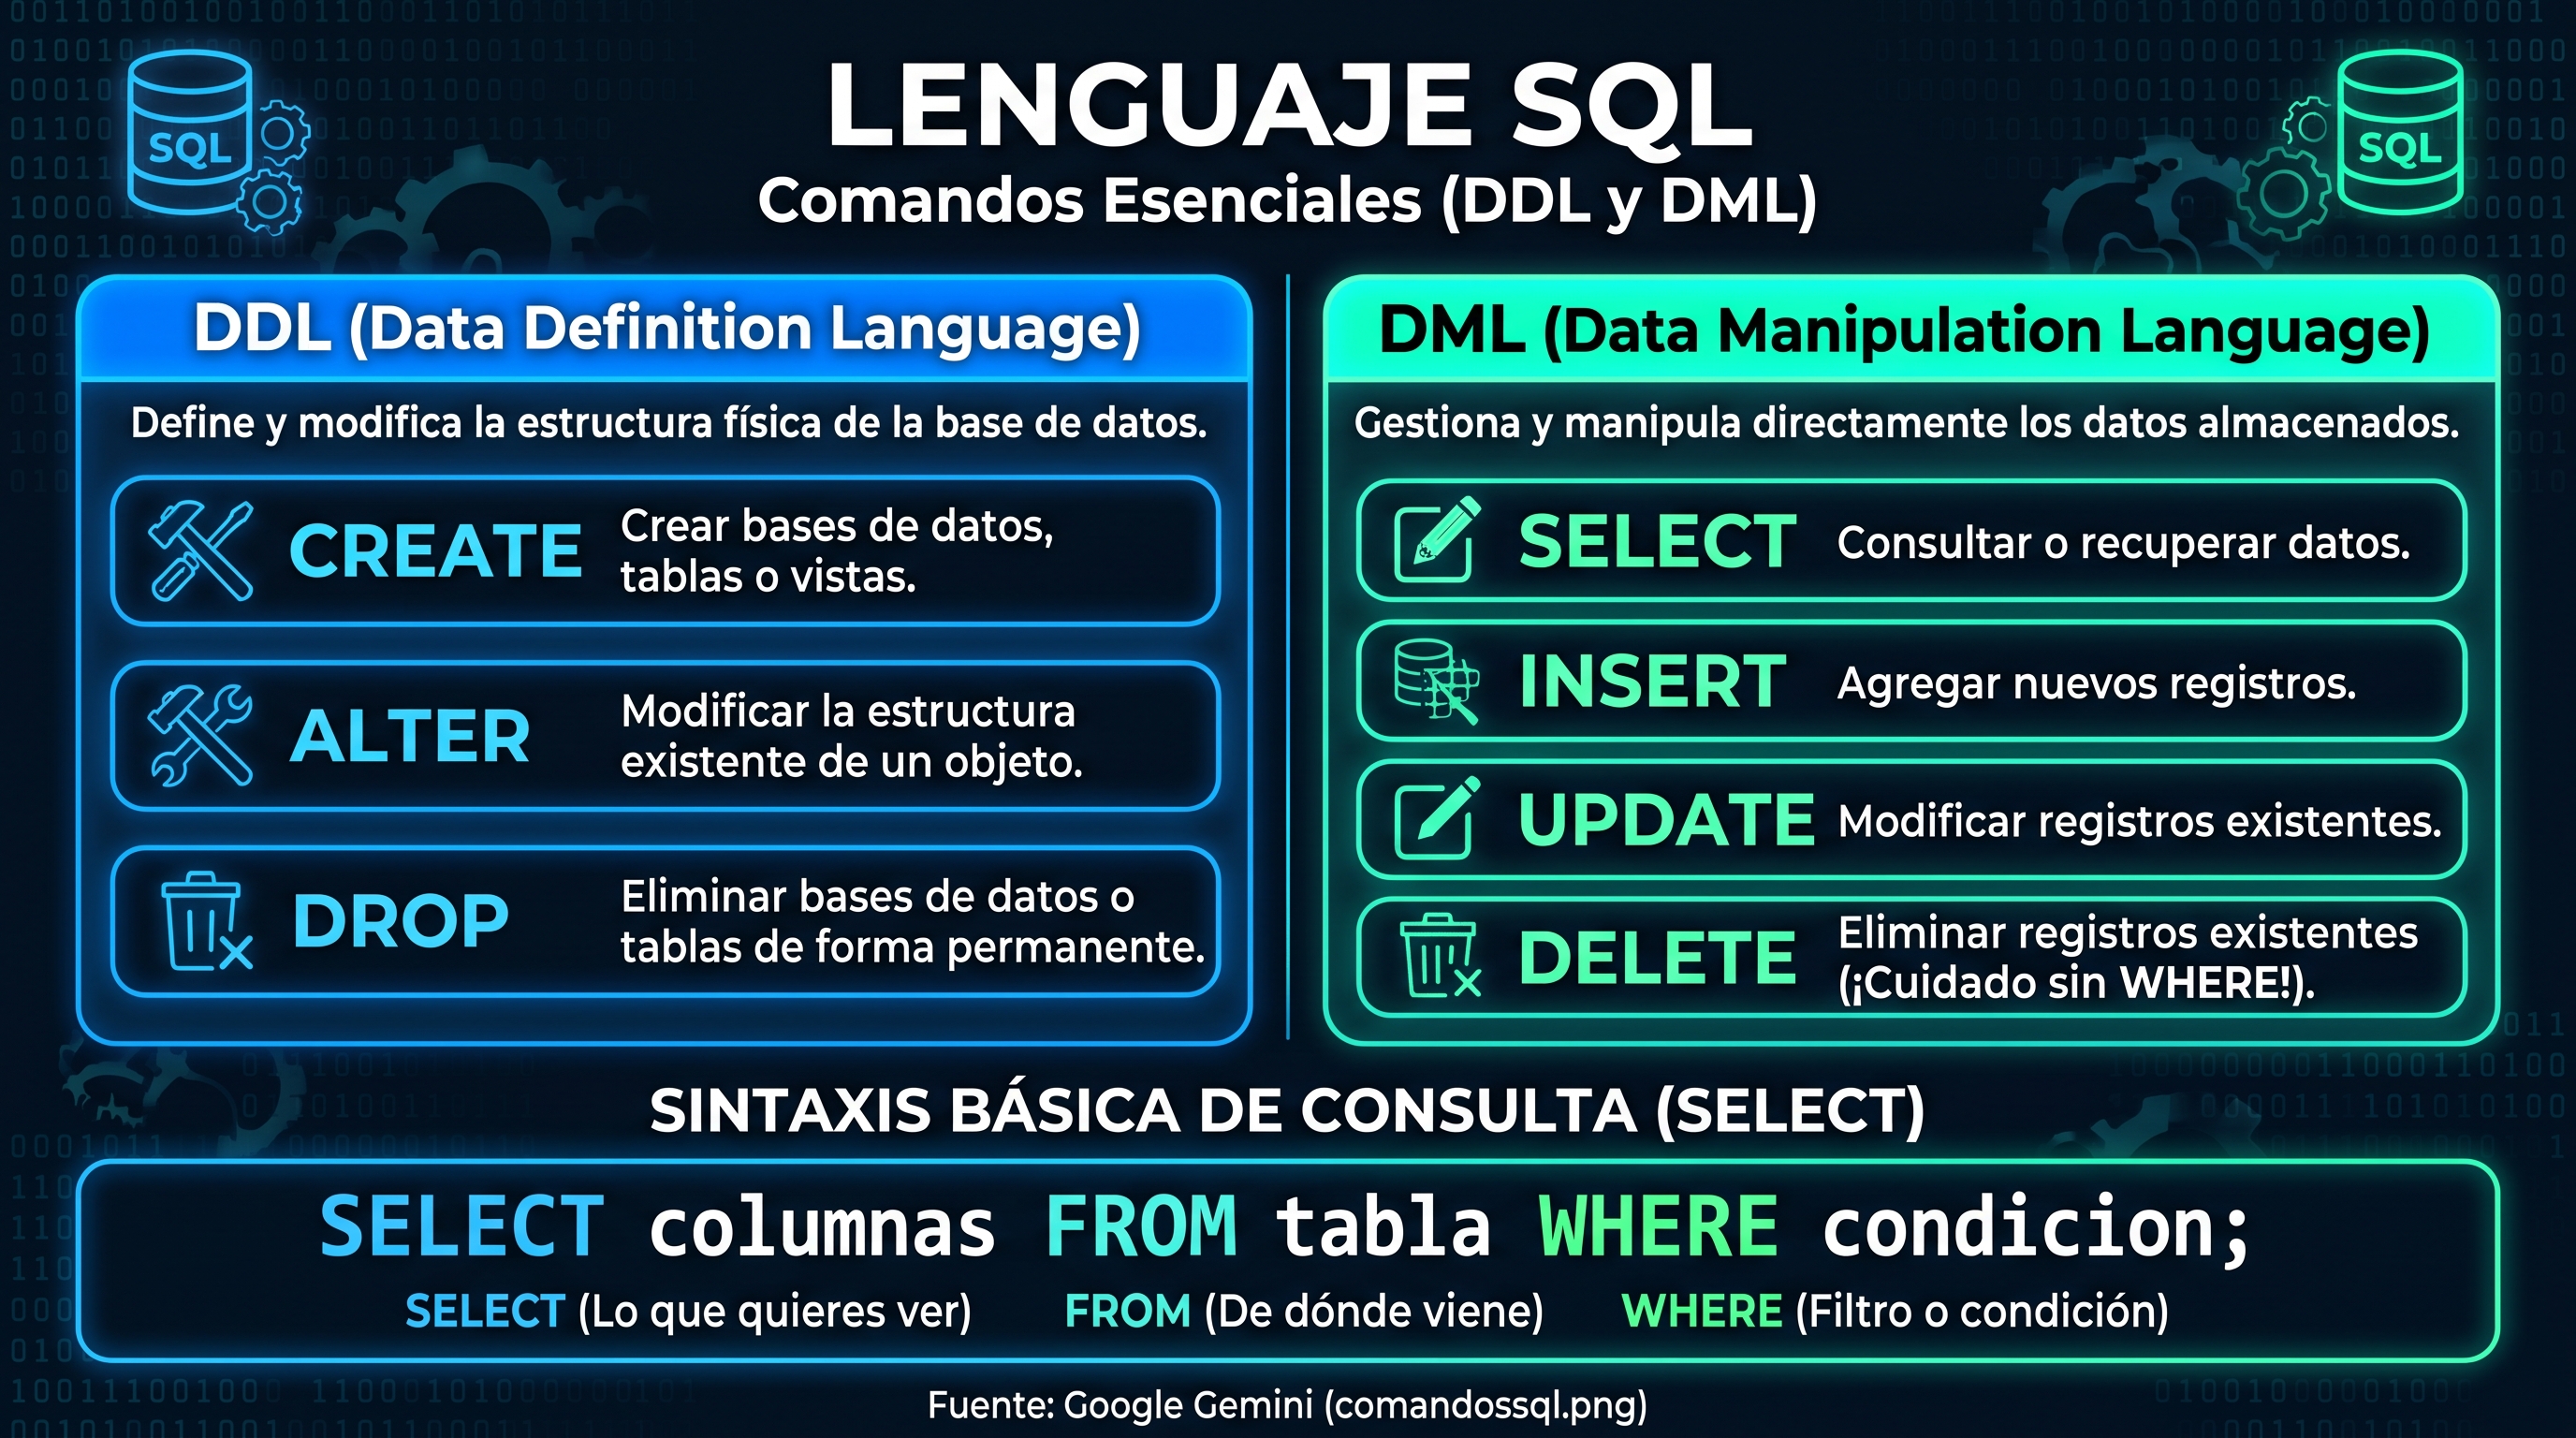 SQL
SQL
LENGUAJE SQL
Comandos Esenciales (DDL y DML)
DDL (Data Definition Language)
Define y modifica la estructura física de la base de datos.
CREATE
Crear bases de datos,
tablas o vistas.
ALTER
Modificar la estructura
existente de un objeto.
DROP
Eliminar bases de datos o
tablas de forma permanente.
DML (Data Manipulation Language)
Gestiona y manipula directamente los datos almacenados.
SELECT Consultar o recuperar datos.
INSERT Agregar nuevos registros.
UPDATE Modificar registros existentes.
DELETE
Eliminar registros existentes
(¡Cuidado sin WHERE!).
SINTAXIS BÁSICA DE CONSULTA (SELECT)
SELECT columnas FROM tabla WHERE condicion;
SELECT (Lo que quieres ver) FROM (De dónde viene) WHERE (Filtro o condición)
Fuente: Google Gemini (comandossql.png)